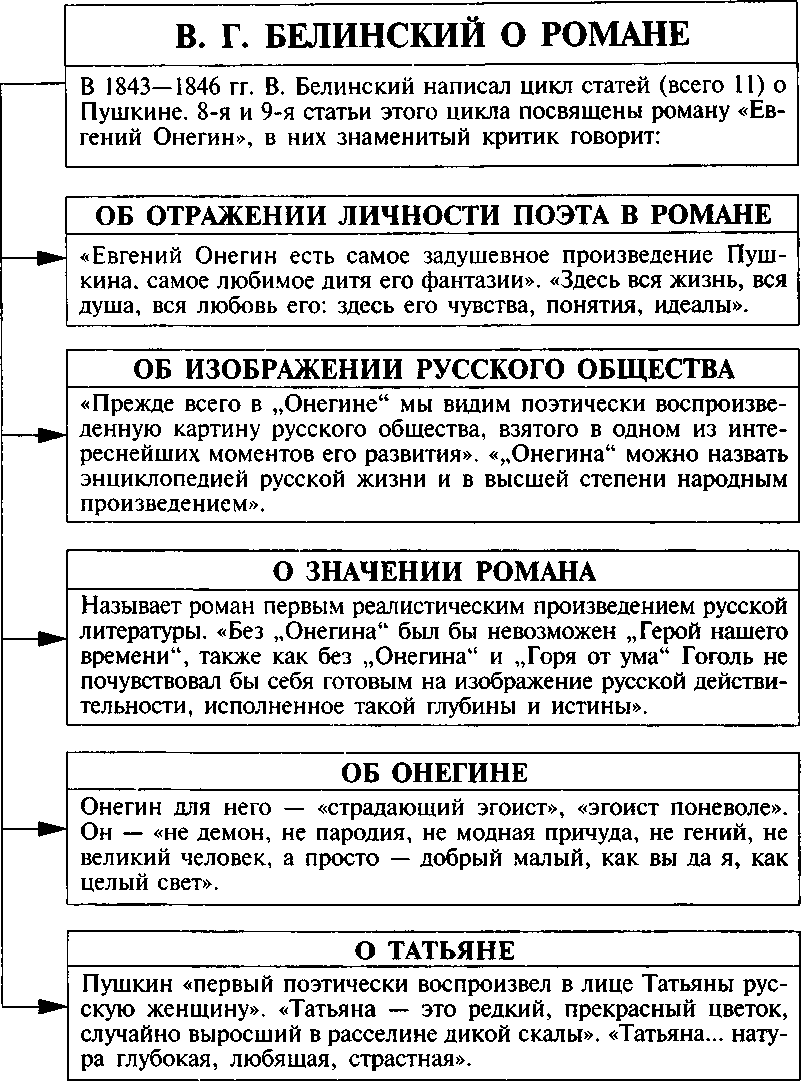 В. Г. БЕЛИНСКИЙ О РОМАНЕ
В 1843—1846 гг. В. Белинский написал цикл статей (всего 11) о
Пушкине. 8-я и 9-я статьи этого цикла посвящены роману «Ев-
гений Онегин», в них знаменитый критик говорит:
ОБ ОТРАЖЕНИИ ЛИЧНОСТИ ПОЭТА В РОМАНЕ
«Евгений Онегин есть самое задушевное произведение Пуш-
кина, самое любимое дитя его фантазии». «Здесь вся жизнь, вся
душа, вся любовь его: здесь его чувства, понятия, идеалы».
ОБ ИЗОБРАЖЕНИИ РУССКОГО ОБЩЕСТВА
«Прежде всего в „Онегине“ мы видим поэтически воспроизве-
денную картину русского общества, взятого в одном из инте-
реснейших моментов его развития». «„Онегина“ можно назвать
энциклопедией русской жизни и в высшей степени народным
произведением».
О ЗНАЧЕНИИ РОМАНА
Называет роман первым реалистическим произведением русской
литературы. «Без „Онегина“ был бы невозможен „Герой нашего
времени“, также как без „Онегина“ и „Горя от ума“ Гоголь не
почувствовал бы себя готовым на изображение русской действи-
тельности, исполненное такой глубины и истины».
ОБ ОНЕГИНЕ
Онегин для него — «страдающий эгоист», «эгоист поневоле».
Он — «не демон, не пародия, не модная причуда, не гений, не
великий человек, а просто — добрый малый, как вы да я, как
целый свет».
О ТАТЬЯНЕ
Пушкин «первый поэтически воспроизвел в лице Татьяны рус-
скую женщину». «Татьяна — это редкий, прекрасный цветок,
случайно выросший в расселине дикой скалы». «Татьяна... нату-
ра глубокая, любящая, страстная».